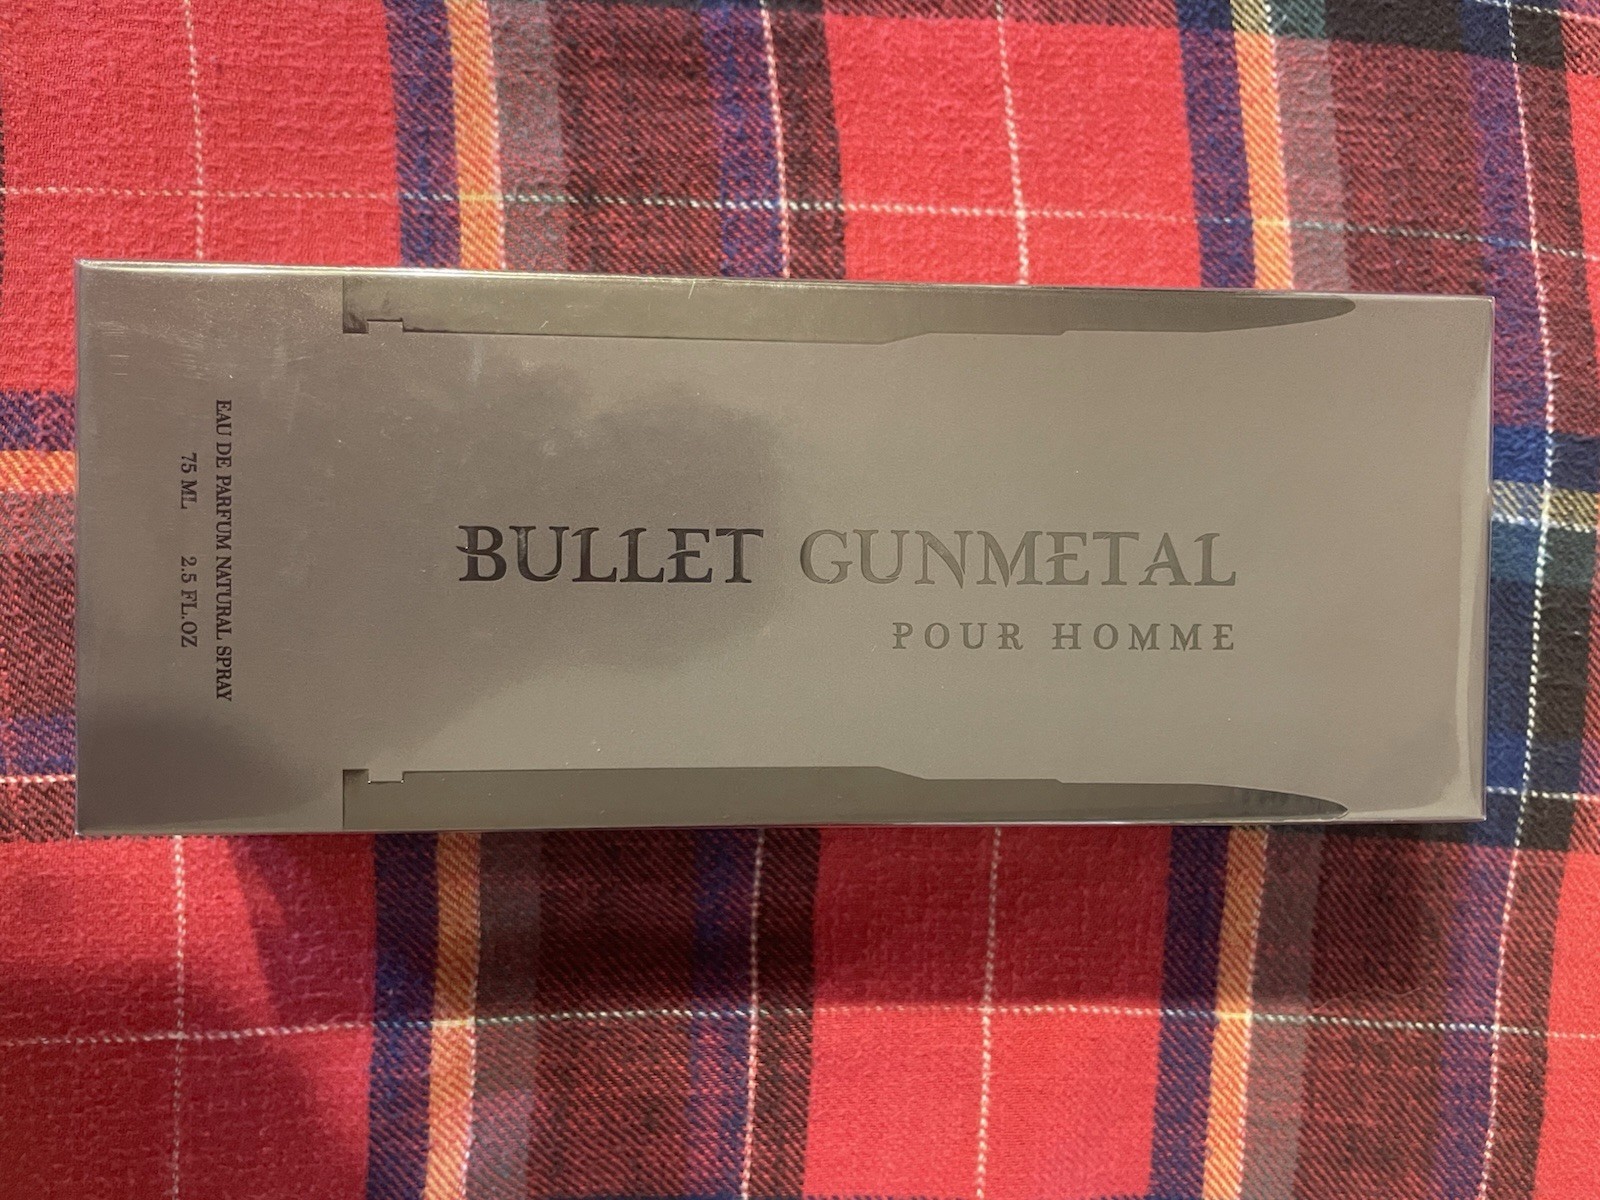 BULLET GUNMETAL
POUR HOMME
EAU DE PARFUM NATURAL SPRAY
75 ML 2.5 FL.OZ